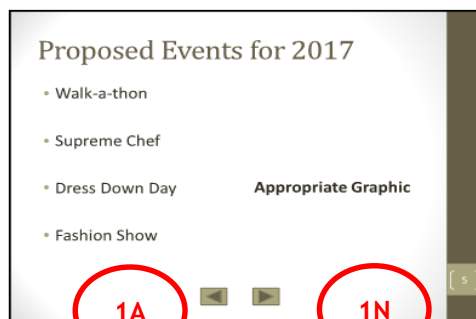 Proposed Events for 2017
• Walk-a-thon
• Supreme Chef
• Dress Down Day
Appropriate Graphic
• Fashion Show
[ 5 ]
1A
1N